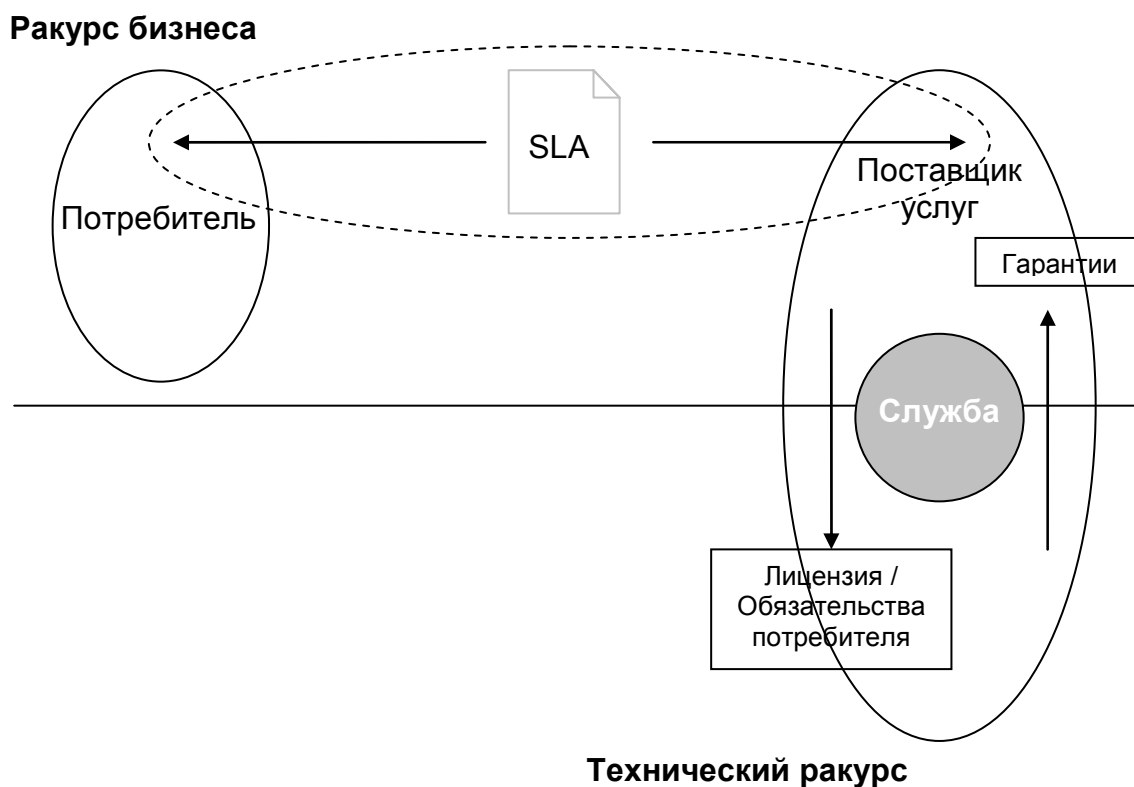 Ракурс бизнеса
SLA
Поставщик
услуг
Потребитель
Гарантии
Служба
Лицензия /
Обязательства
потребителя
Технический ракурс